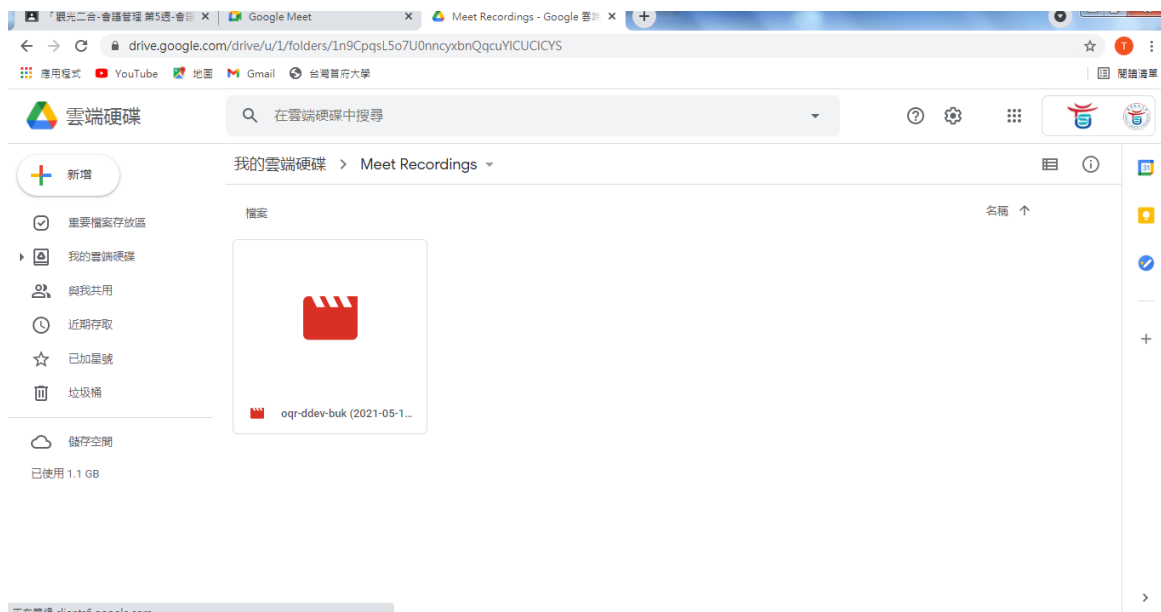 「觀光二合-會議管理 第5週-會
Google Meet
Meet Recordings - Google 雲
drive.google.com/drive/u/1/folders/1n9CpqsL5o7U0nncyxbnQqcuYICUCICYS
T
應用程式
YouTube
地圖
Gmail
台灣首府大學
閱讀清單
雲端硬碟
在雲端硬碟中搜尋
新增
我的雲端硬碟 > Meet Recordings
31
重要檔案存放區
我的雲端硬碟
與我共用
近期存取
已加星號
垃圾桶
儲存空間
已使用 1.1 GB
檔案
名稱
oqr-ddev-buk (2021-05-1...